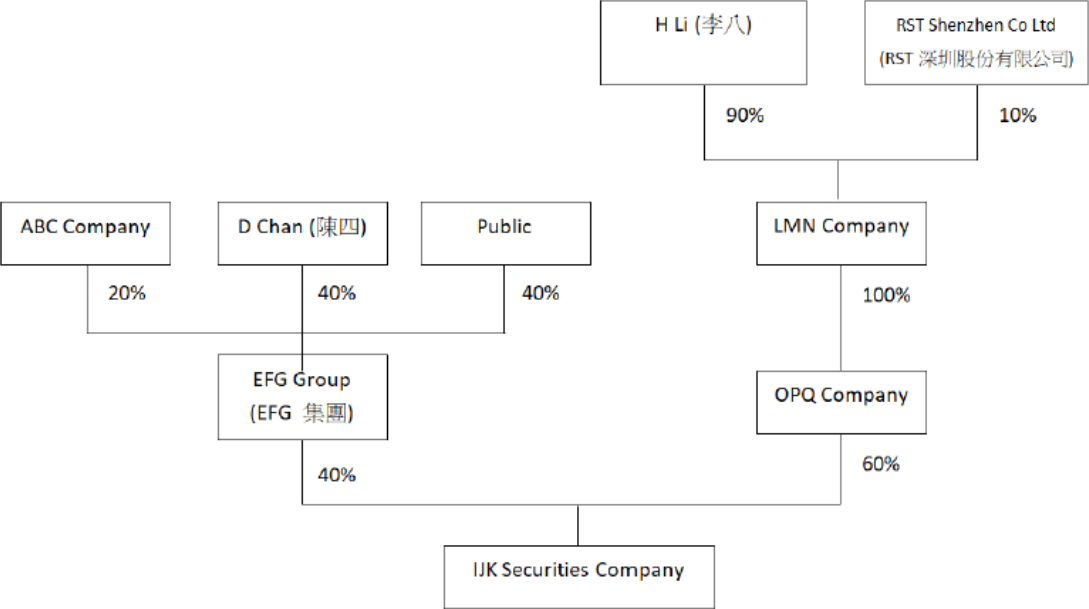 H Li (李八)
RST Shenzhen Co Ltd
(RST 深圳股份有限公司)
90%
10%
ABC Company
D Chan (陳四)
Public
LMN Company
20%
40%
40%
100%
EFG Group
(EFG 集團)
OPQ Company
40%
60%
IJK Securities Company